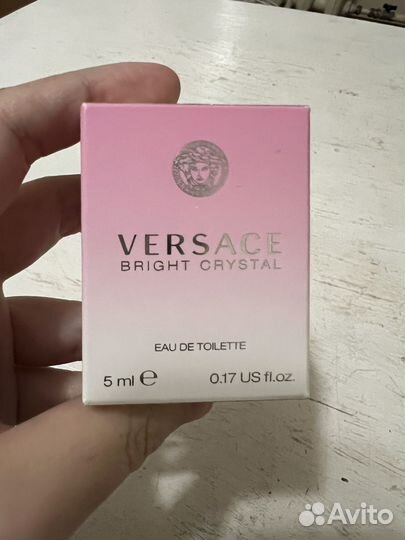 VERSACE
BRIGHT CRYSTAL
EAU DE TOILETTE
5 ml ℮ 0.17 US fl.oz.
Avito